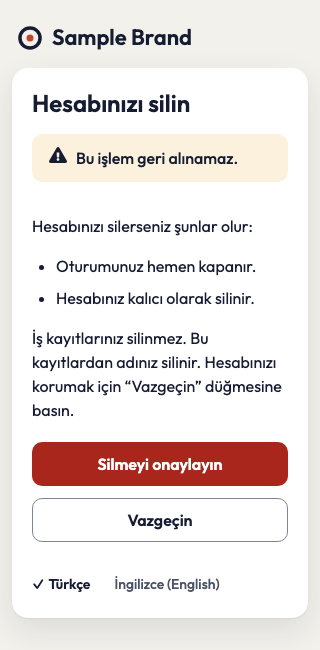 Sample Brand
Hesabınızı silin
Bu işlem geri alınamaz.
Hesabınızı silerseniz şunlar olur:
• Oturumunuz hemen kapanır.
• Hesabınız kalıcı olarak silinir.
İş kayıtlarınız silinmez. Bu
kayıtlardan adınız silinir. Hesabınızı
korumak için “Vazgeçin” düğmesine
basın.
Silmeyi onaylayın
Vazgeçin
✓ Türkçe
İngilizce (English)